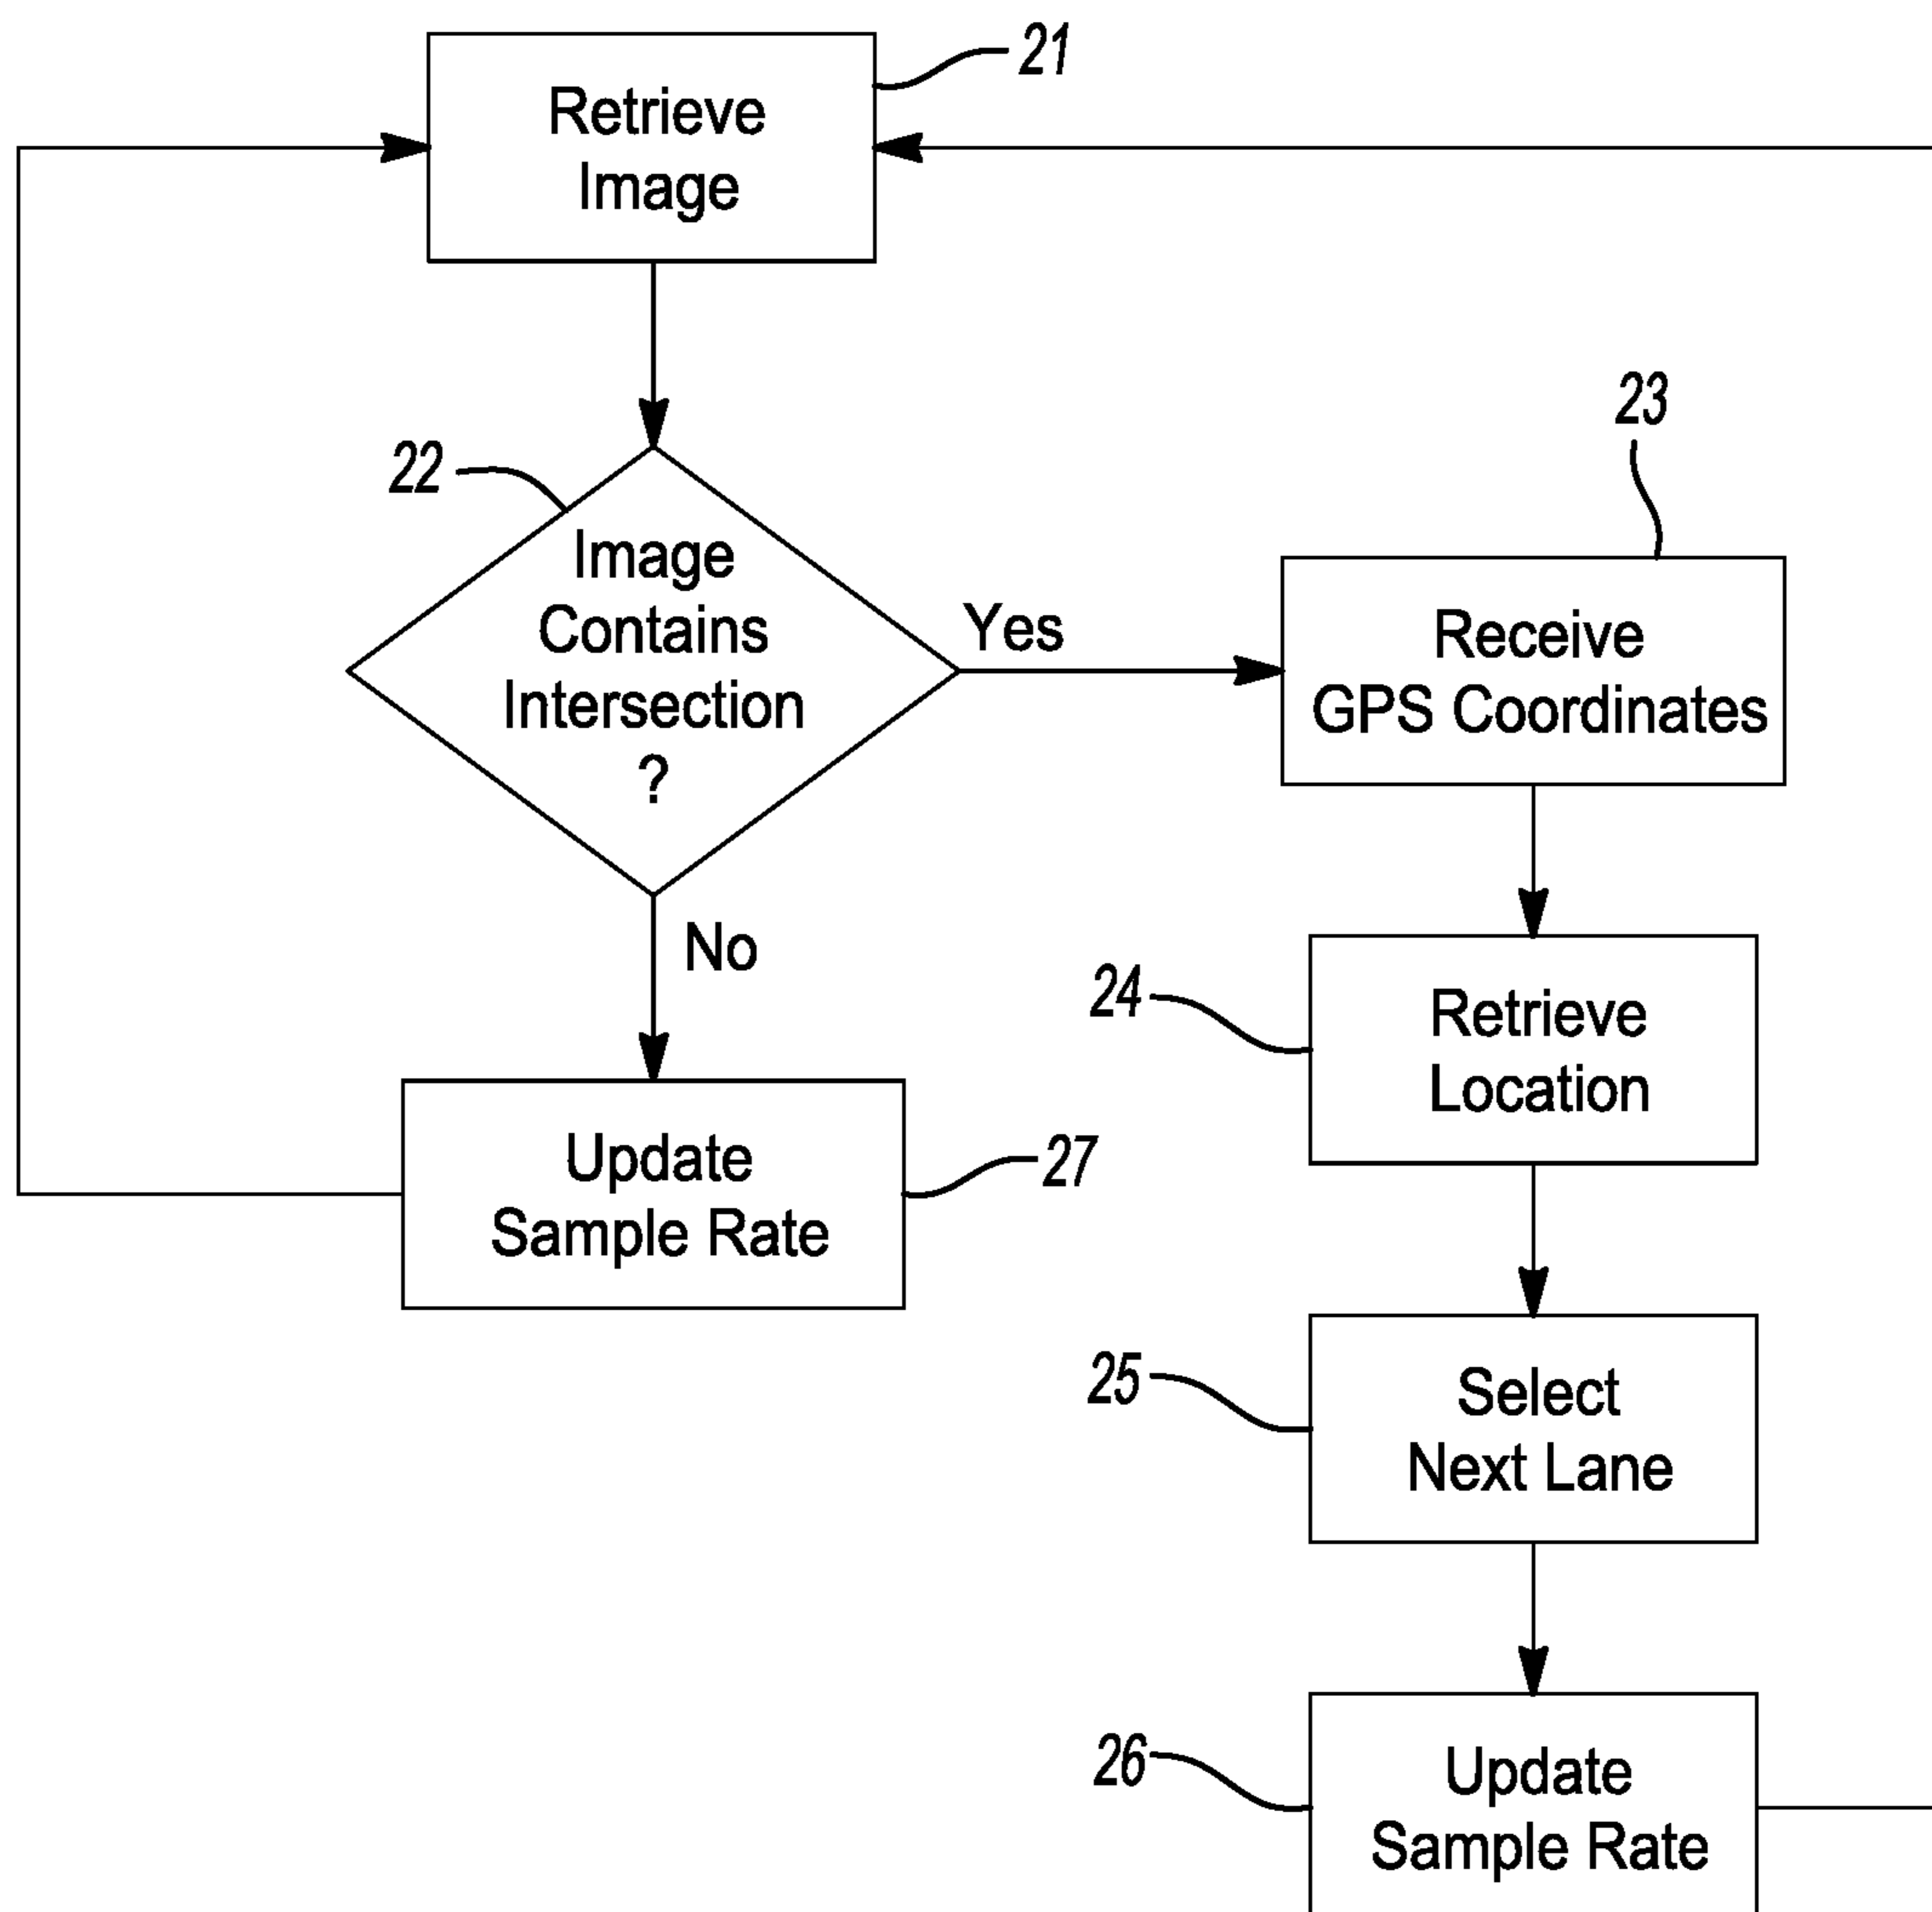 21
Retrieve
Image
22
Image
Contains
Intersection
?
Yes
No
23
Receive
GPS Coordinates
24
Retrieve
Location
27
Update
Sample Rate
25
Select
Next Lane
26
Update
Sample Rate